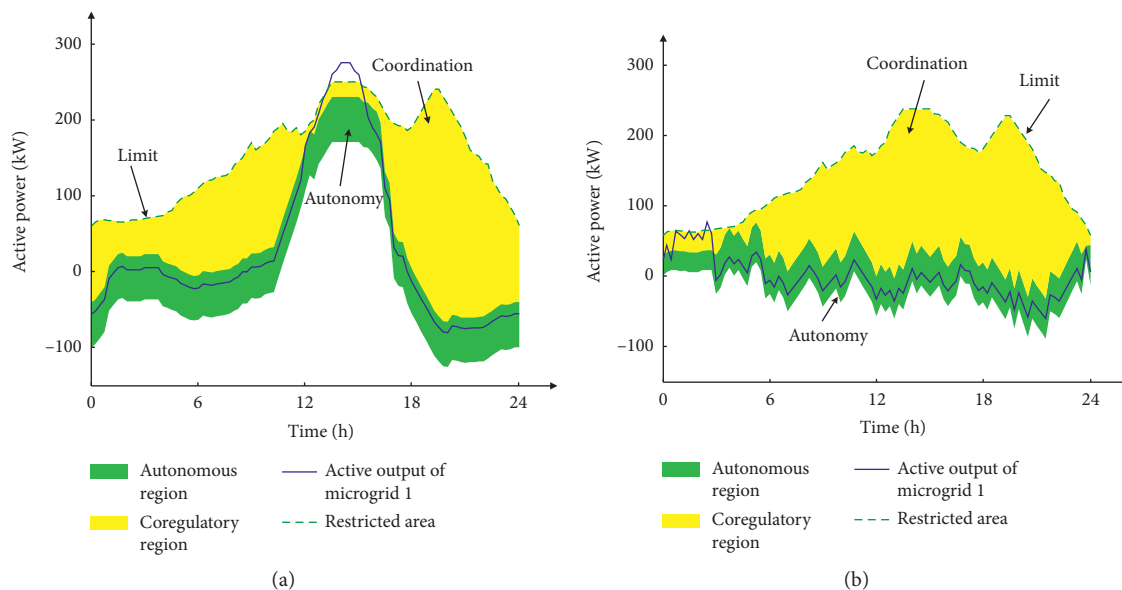 300
200
100
0
−100
Active power (kW)
Limit
Coordination
Autonomy
0
6
12
18
24
Time (h)
Autonomous
region
Coregulatory
region
Active output of
microgrid 1
Restricted area
(a)
300
200
100
0
−100
Active power (kW)
Coordination
Limit
Autonomy
0
6
12
18
24
Time (h)
Autonomous
region
Coregulatory
region
Active output of
microgrid 1
Restricted area
(b)